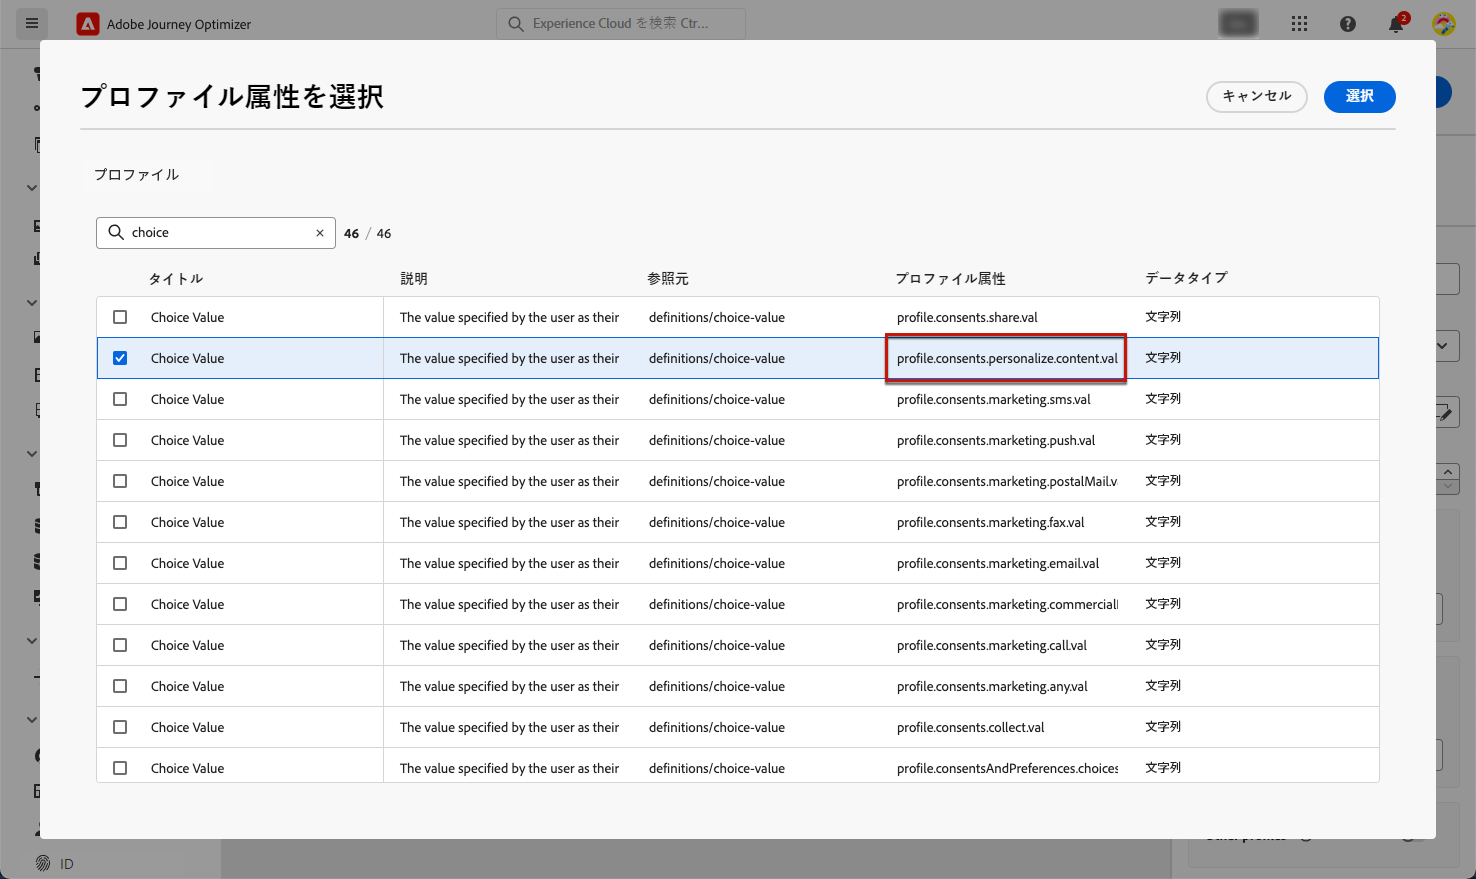 Adobe Journey Optimizer
Experience Cloud を検索 Ctr...
2
プロファイル属性を選択
キャンセル
選択
プロファイル
choice
46 / 46
タイトル 説明 参照元 プロファイル属性 データタイプ
Choice Value The value specified by the user as their definitions/choice-value profile.consents.share.val 文字列
Choice Value The value specified by the user as their definitions/choice-value profile.consents.personalize.content.val 文字列
Choice Value The value specified by the user as their definitions/choice-value profile.consents.marketing.sms.val 文字列
Choice Value The value specified by the user as their definitions/choice-value profile.consents.marketing.push.val 文字列
Choice Value The value specified by the user as their definitions/choice-value profile.consents.marketing.postalMail.v 文字列
Choice Value The value specified by the user as their definitions/choice-value profile.consents.marketing.fax.val 文字列
Choice Value The value specified by the user as their definitions/choice-value profile.consents.marketing.email.val 文字列
Choice Value The value specified by the user as their definitions/choice-value profile.consents.marketing.commercial 文字列
Choice Value The value specified by the user as their definitions/choice-value profile.consents.marketing.call.val 文字列
Choice Value The value specified by the user as their definitions/choice-value profile.consents.marketing.any.val 文字列
Choice Value The value specified by the user as their definitions/choice-value profile.consents.collect.val 文字列
Choice Value The value specified by the user as their definitions/choice-value profile.consentsAndPreferences.choices 文字列
ID